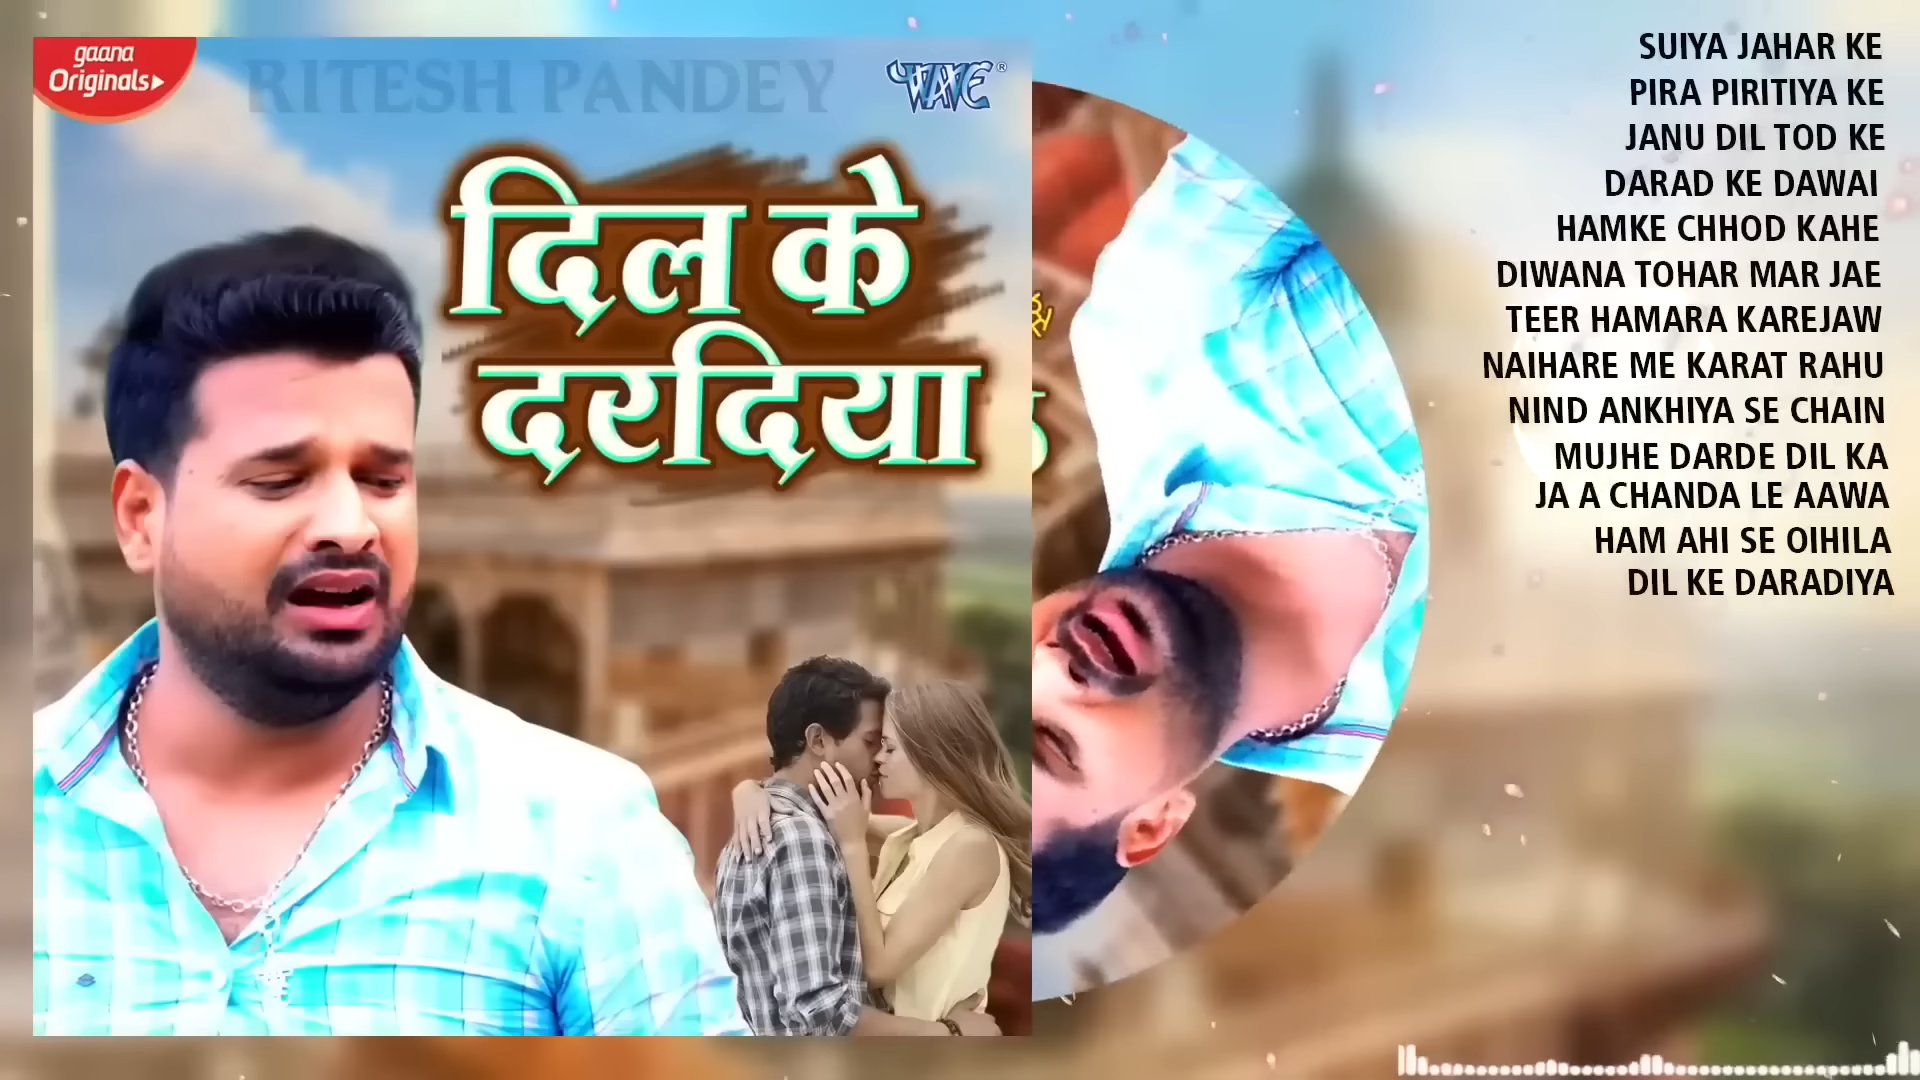 gaana
Originals
RITESH PANDEY
WAVE
®
दिल के
दरदिया
SUIYA JAHAR KE
PIRA PIRITIYA KE
JANU DIL TOD KE
DARAD KE DAWAI
HAMKE CHHOD KAHE
DIWANA TOHAR MAR JAE
TEER HAMARA KAREJAW
NAIHARE ME KARAT RAHU
NIND ANKHIYA SE CHAIN
MUJHE DARDE DIL KA
JA A CHANDA LE AAWA
HAM AHI SE OIHILA
DIL KE DARADIYA